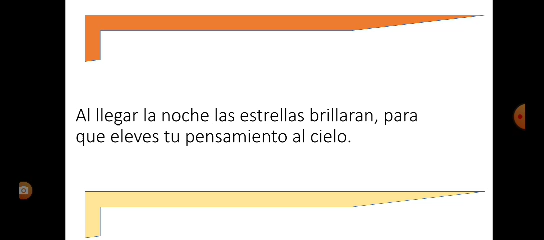 Al llegar la noche las estrellas brillaran, para
que eleves tu pensamiento al cielo.